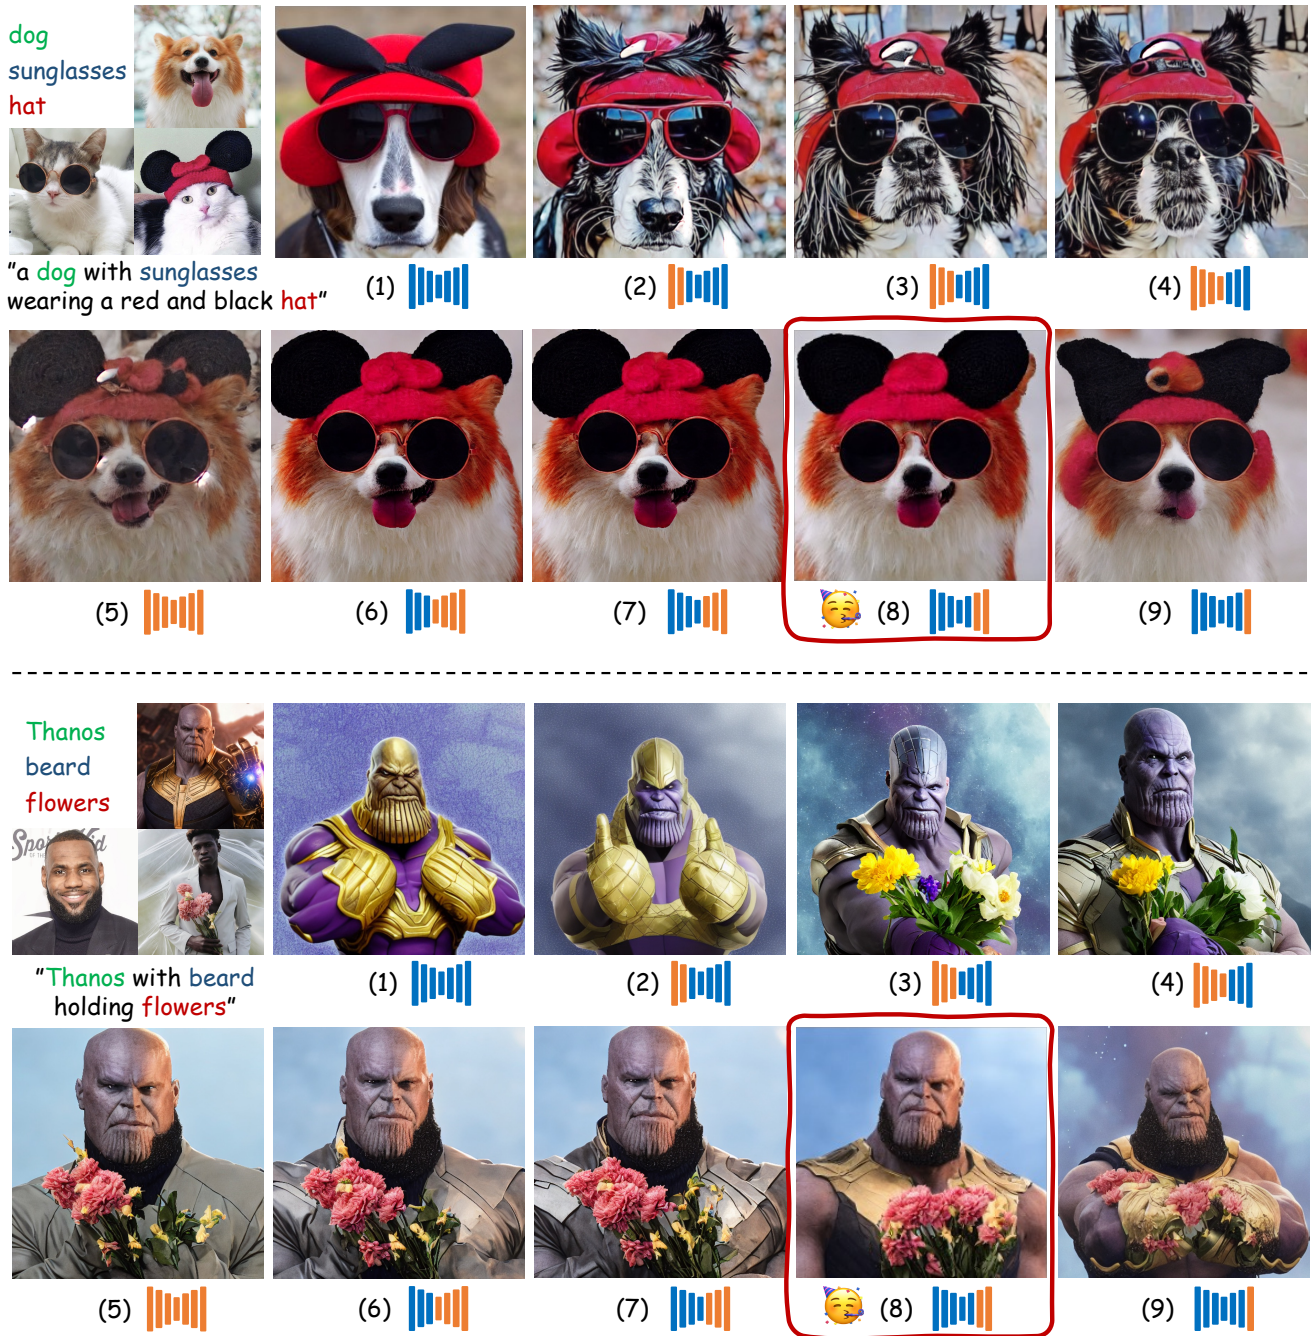 dog
sunglasses
hat
"a dog with sunglasses
wearing a red and black hat"
(1)
(2)
(3)
(4)
(5)
(6)
(7)
(8)
(9)
Thanos
beard
flowers
"Thanos with beard
holding flowers"
(1)
(2)
(3)
(4)
(5)
(6)
(7)
(8)
(9)